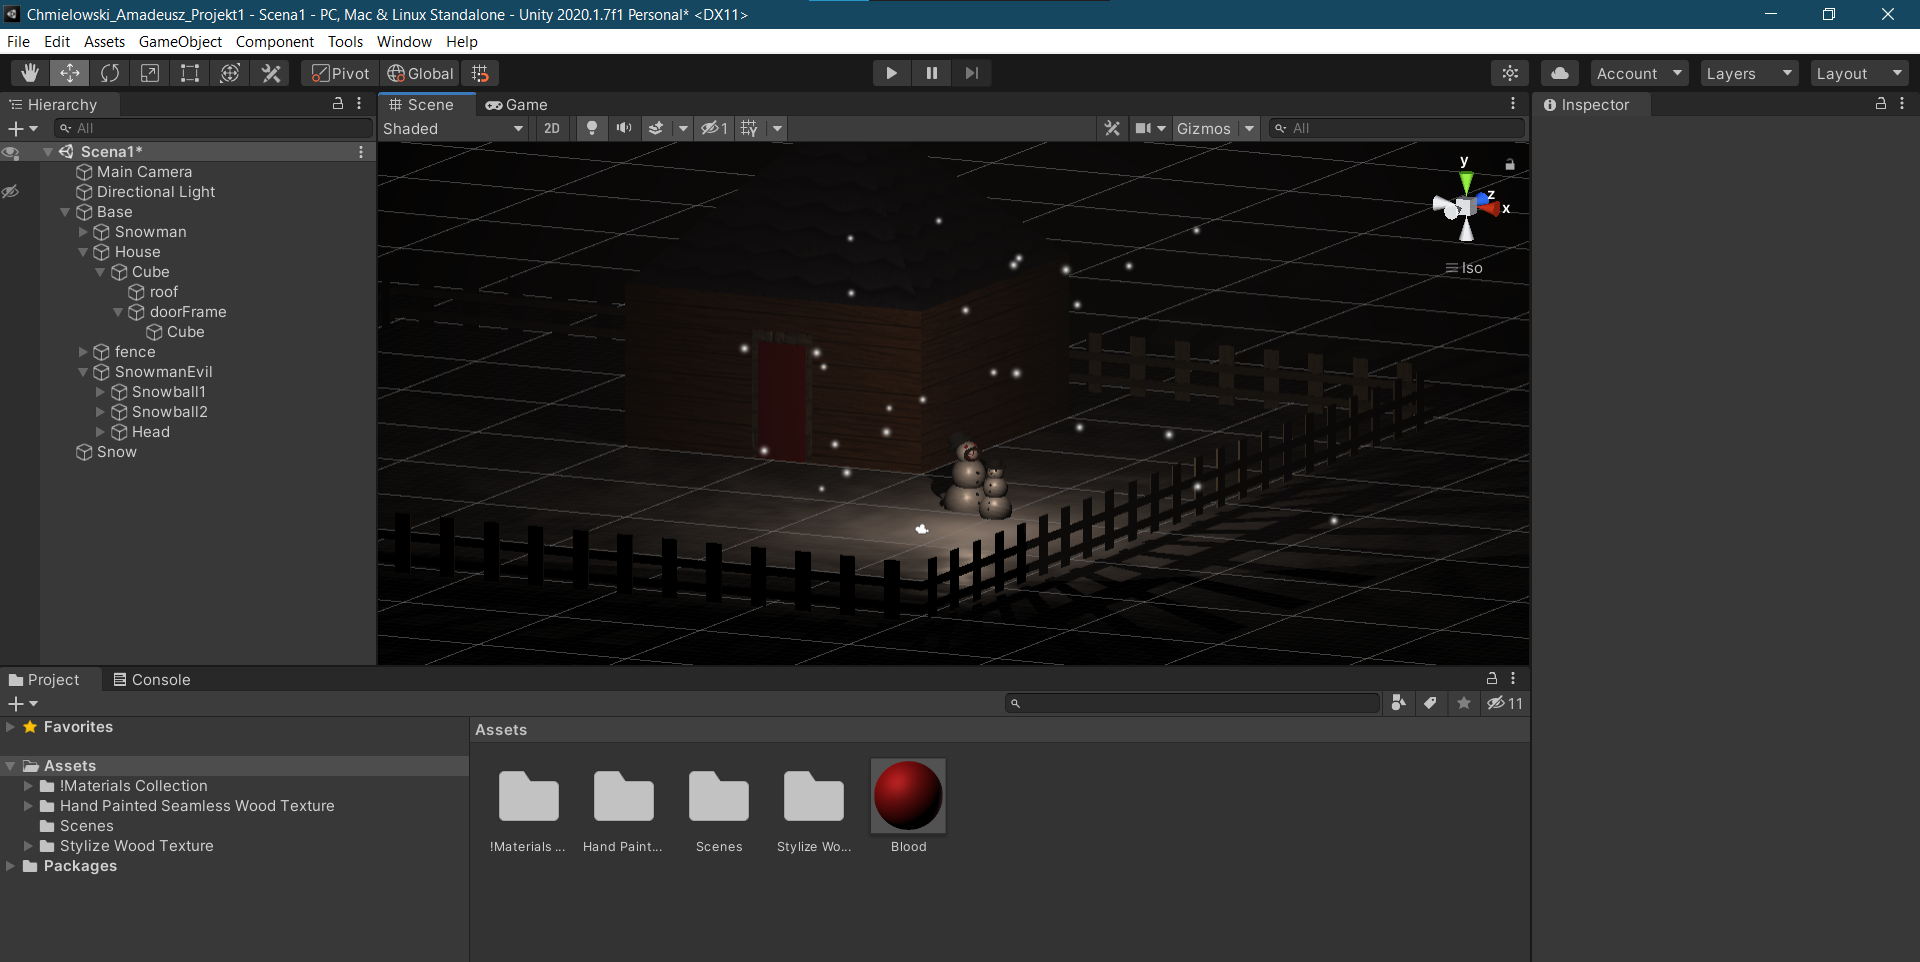 Chmielowski_Amadeusz_Projekt1 - Scena1 - PC, Mac & Linux Standalone - Unity 2020.1.7f1 Personal* <DX11>
File Edit Assets GameObject Component Tools Window Help
Pivot Global Account Layers Layout
Hierarchy
All
Scena1*
Main Camera
Directional Light
Base
Snowman
House
Cube
roof
doorFrame
Cube
fence
SnowmanEvil
Snowball1
Snowball2
Head
Snow
Scene Game
Shaded 2D 1 Gizmos All
y
z
x
Iso
Inspector
Project Console
11
Favorites
Assets
!Materials Collection
Hand Painted Seamless Wood Texture
Scenes
Stylize Wood Texture
Packages
Assets
!Materials ... Hand Paint... Scenes Stylize Wo... Blood